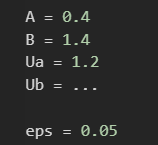 A = 0.4
B = 1.4
Ua = 1.2
Ub = ...
eps = 0.05